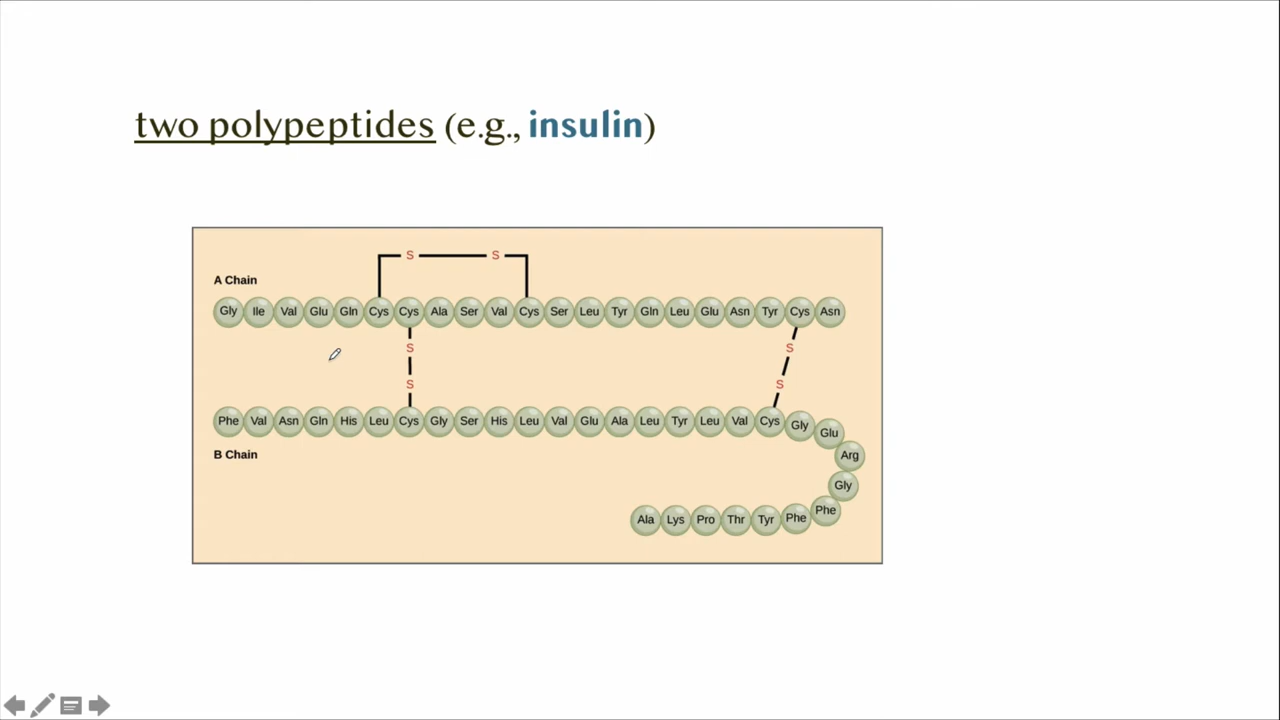 two polypeptides (e.g., insulin)
S S
A Chain
Gly Ile Val Glu Gln Cys Cys Ala Ser Val Cys Ser Leu Tyr Gln Leu Glu Asn Tyr Cys Asn
S S
S S
Phe Val Asn Gln His Leu Cys Gly Ser His Leu Val Glu Ala Leu Tyr Leu Val Cys Gly Glu
B Chain Arg
Gly
Ala Lys Pro Thr Tyr Phe Phe